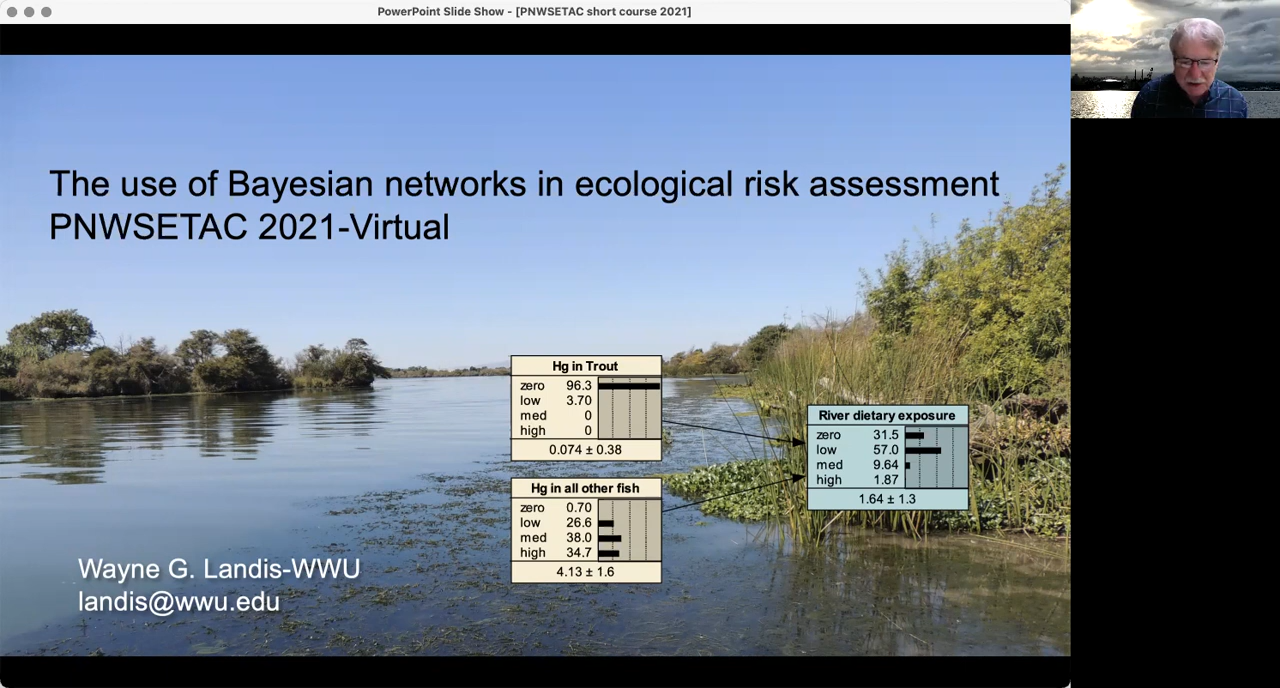 PowerPoint Slide Show - [PNWSETAC short course 2021]
The use of Bayesian networks in ecological risk assessment
PNWSETAC 2021-Virtual
Hg in Trout
zero 96.3
low 3.70
med 0
high 0
0.074 ± 0.38
River dietary exposure
zero 31.5
low 57.0
med 9.64
high 1.87
1.64 ± 1.3
Hg in all other fish
zero 0.70
low 26.6
med 38.0
high 34.7
4.13 ± 1.6
Wayne G. Landis-WWU
landis@wwu.edu